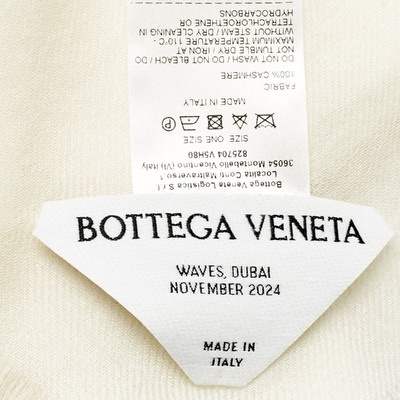 Bottega Veneta Logistica S.r.l
Localita Conti Maltraverso 1
36054 Montebello Vicentino (VI) Italy
825704 V5H80
SIZE ONE SIZE
P
MADE IN ITALY
FABRIC
100% CASHMERE
DO NOT WASH / DO NOT BLEACH / DO
NOT TUMBLE DRY / IRON AT
MAXIMUM TEMPERATURE 110°C -
WITHOUT STEAM / DRY CLEANING IN
TETRACHLOROETHENE OR
HYDROCARBONS
BOTTEGA VENETA
WAVES, DUBAI
NOVEMBER 2024
MADE IN
ITALY